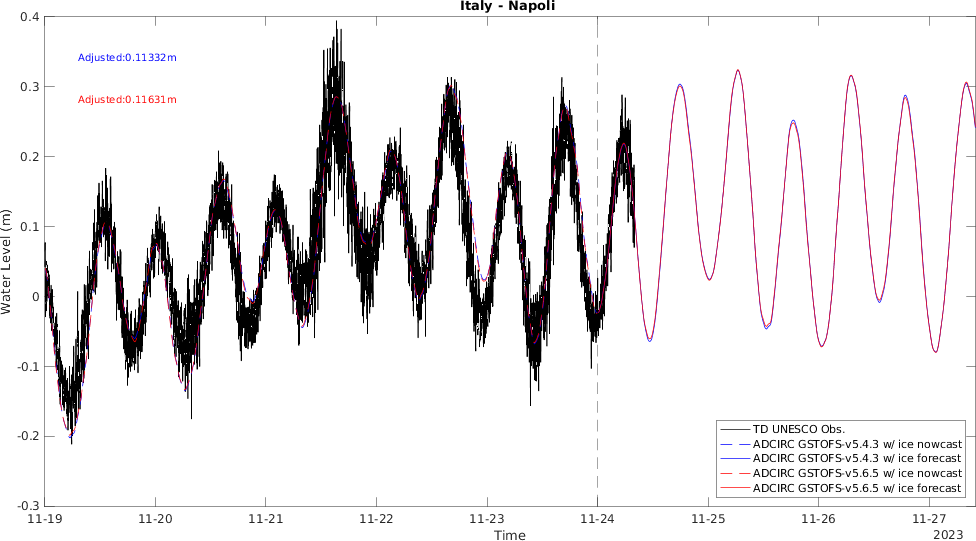 Italy - Napoli
Adjusted:0.11332m
Adjusted:0.11631m
Water Level (m)
0.4
0.3
0.2
0.1
0
-0.1
-0.2
-0.3
11-19
11-20
11-21
11-22
11-23
11-24
11-25
11-26
11-27
Time
2023
TD UNESCO Obs.
ADCIRC GSTOFS-v5.4.3 w/ ice nowcast
ADCIRC GSTOFS-v5.4.3 w/ ice forecast
ADCIRC GSTOFS-v5.6.5 w/ ice nowcast
ADCIRC GSTOFS-v5.6.5 w/ ice forecast